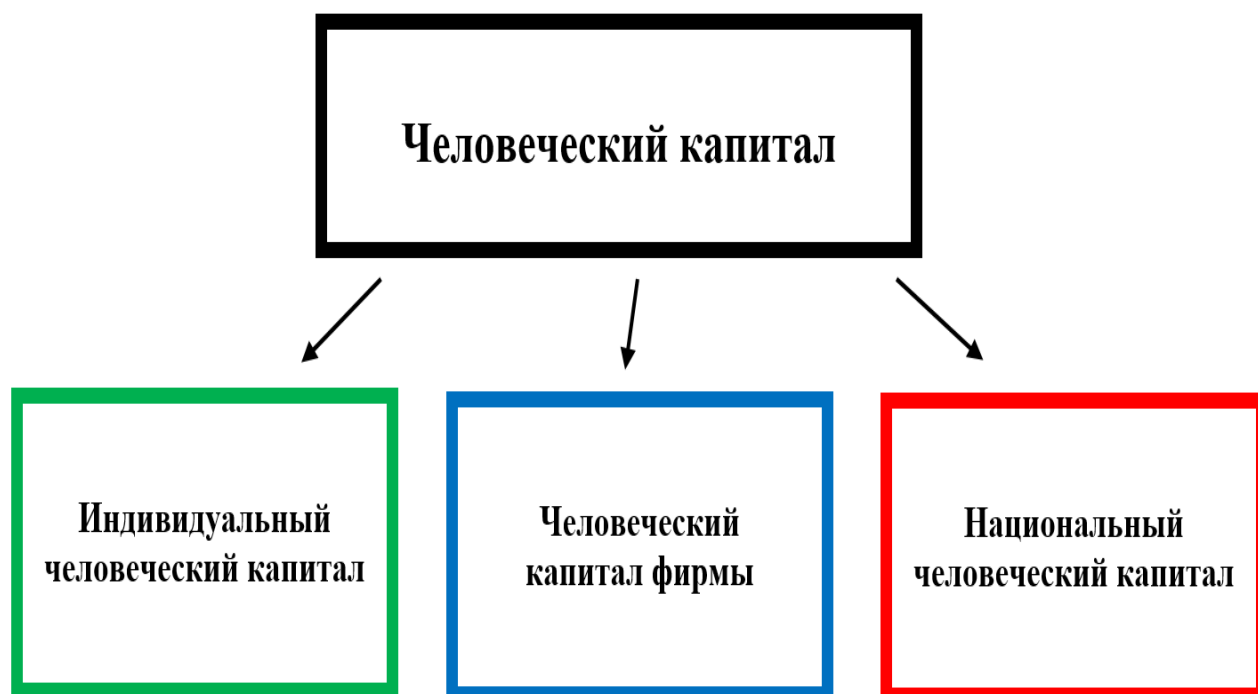 Человеческий капитал
Индивидуальный
человеческий капитал
Человеческий
капитал фирмы
Национальный
человеческий капитал